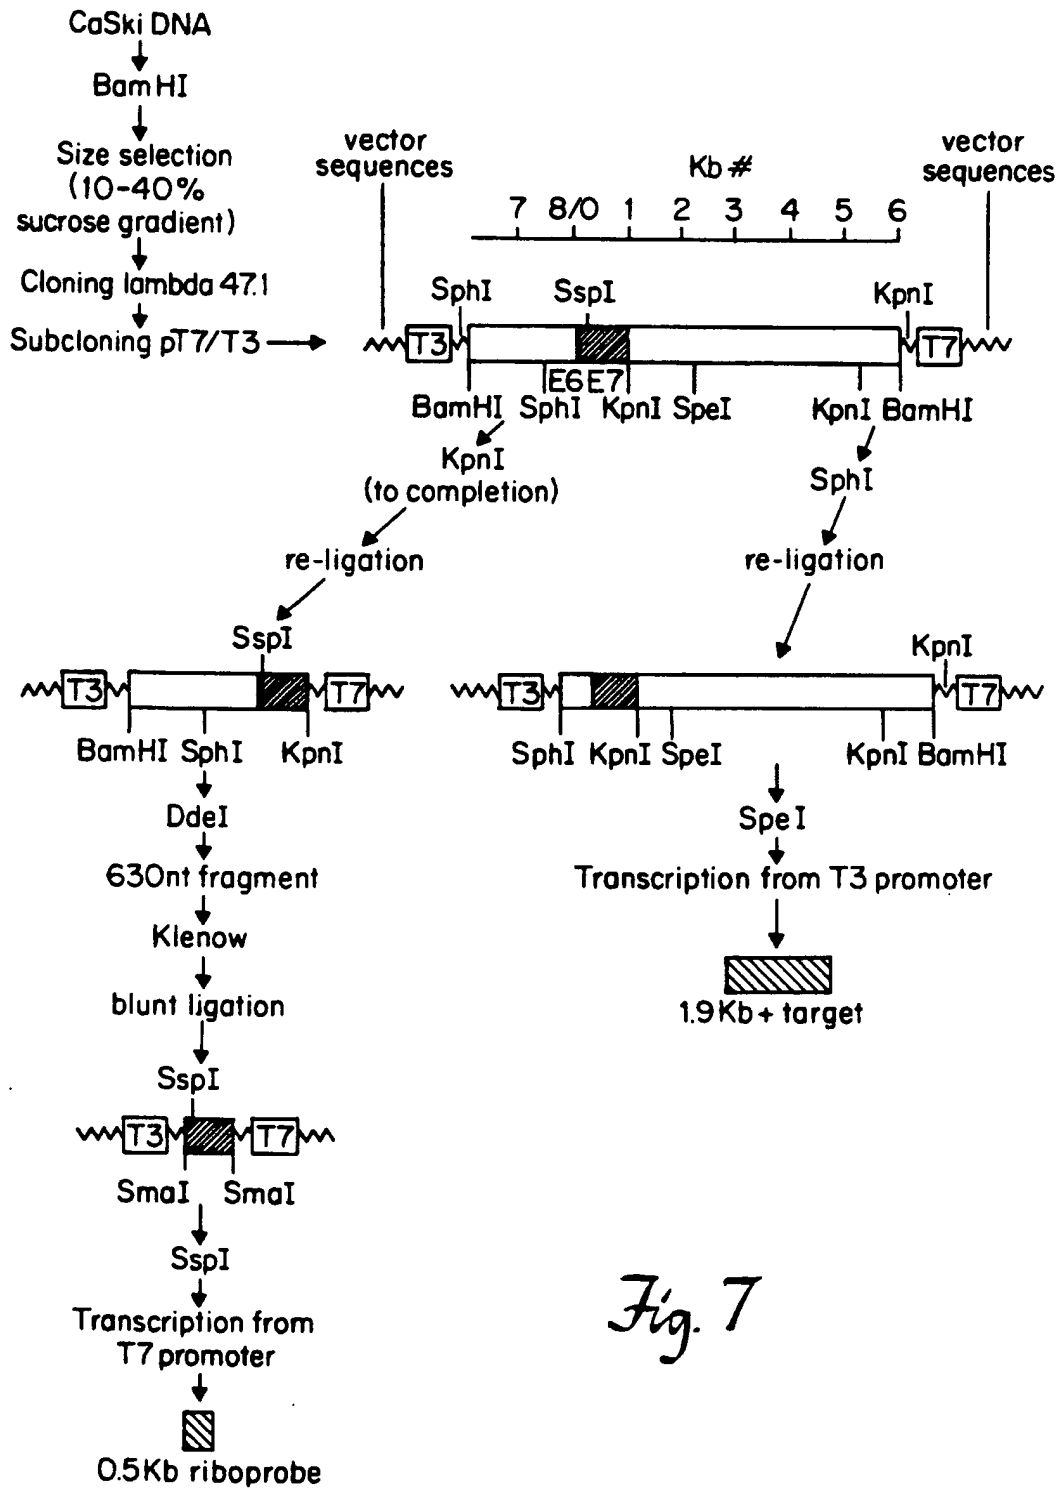 CaSki DNA
BamHI
Size selection
(10-40%
sucrose gradient)
Cloning lambda 47.1
Subcloning pT7/T3
vector
sequences
Kb #
vector
sequences
7 8/0 1 2 3 4 5 6
SphI SspI KpnI
T3 T7
E6 E7
BamHI SphI KpnI SpeI KpnI BamHI
KpnI
(to completion)
re-ligation
SspI
T3 T7
BamHI SphI KpnI
DdeI
630nt fragment
Klenow
blunt ligation
SspI
T3 T7
SmaI SmaI
SspI
Transcription from
T7 promoter
0.5Kb riboprobe
SphI
re-ligation
KpnI
T3 T7
SphI KpnI SpeI KpnI BamHI
SpeI
Transcription from T3 promoter
1.9Kb+ target
Fig. 7